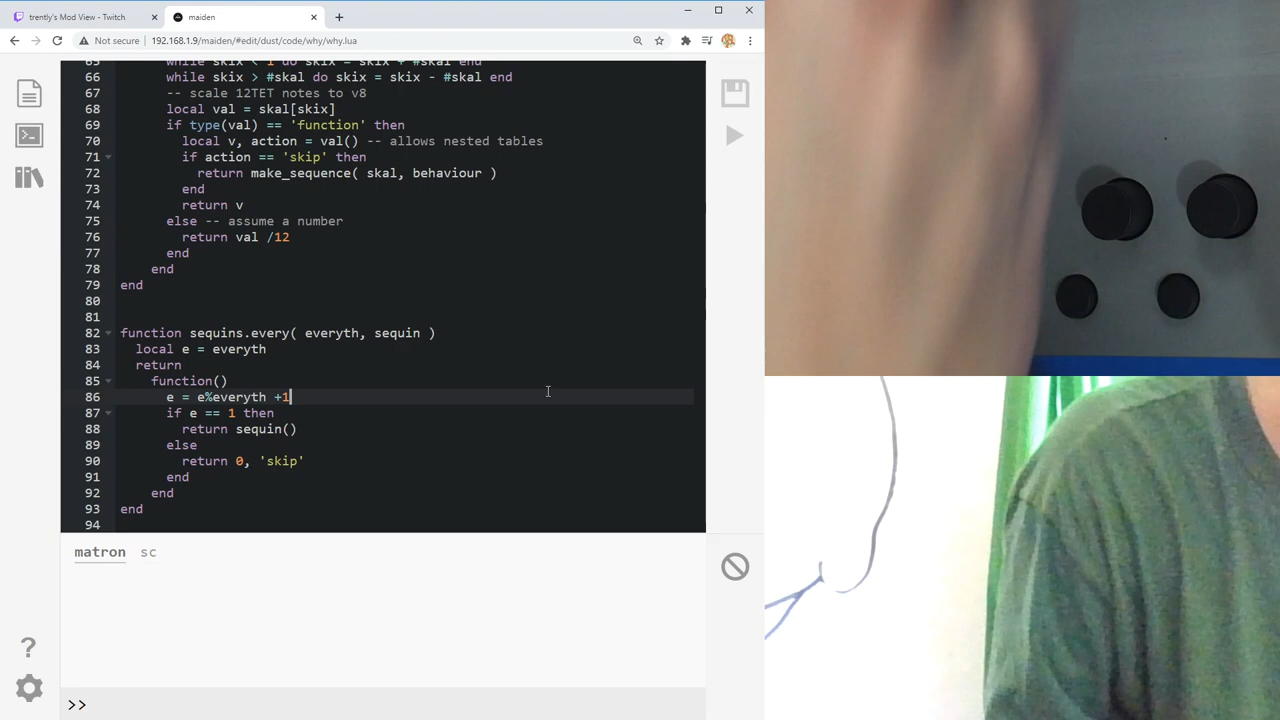 trently's Mod View - Twitch
maiden
Not secure | 192.168.1.9/maiden/#edit/dust/code/why/why.lua
65 while skix < 1 do skix = skix + #skal end
66 while skix > #skal do skix = skix - #skal end
67 -- scale 12TET notes to v8
68 local val = skal[skix]
69 if type(val) == 'function' then
70 local v, action = val() -- allows nested tables
71 if action == 'skip' then
72 return make_sequence( skal, behaviour )
73 end
74 return v
75 else -- assume a number
76 return val /12
77 end
78 end
79 end
80
81
82 function sequins.every( everyth, sequin )
83 local e = everyth
84 return
85 function()
86 e = e%everyth +1
87 if e == 1 then
88 return sequin()
89 else
90 return 0, 'skip'
91 end
92 end
93 end
94
matron sc
?
>>